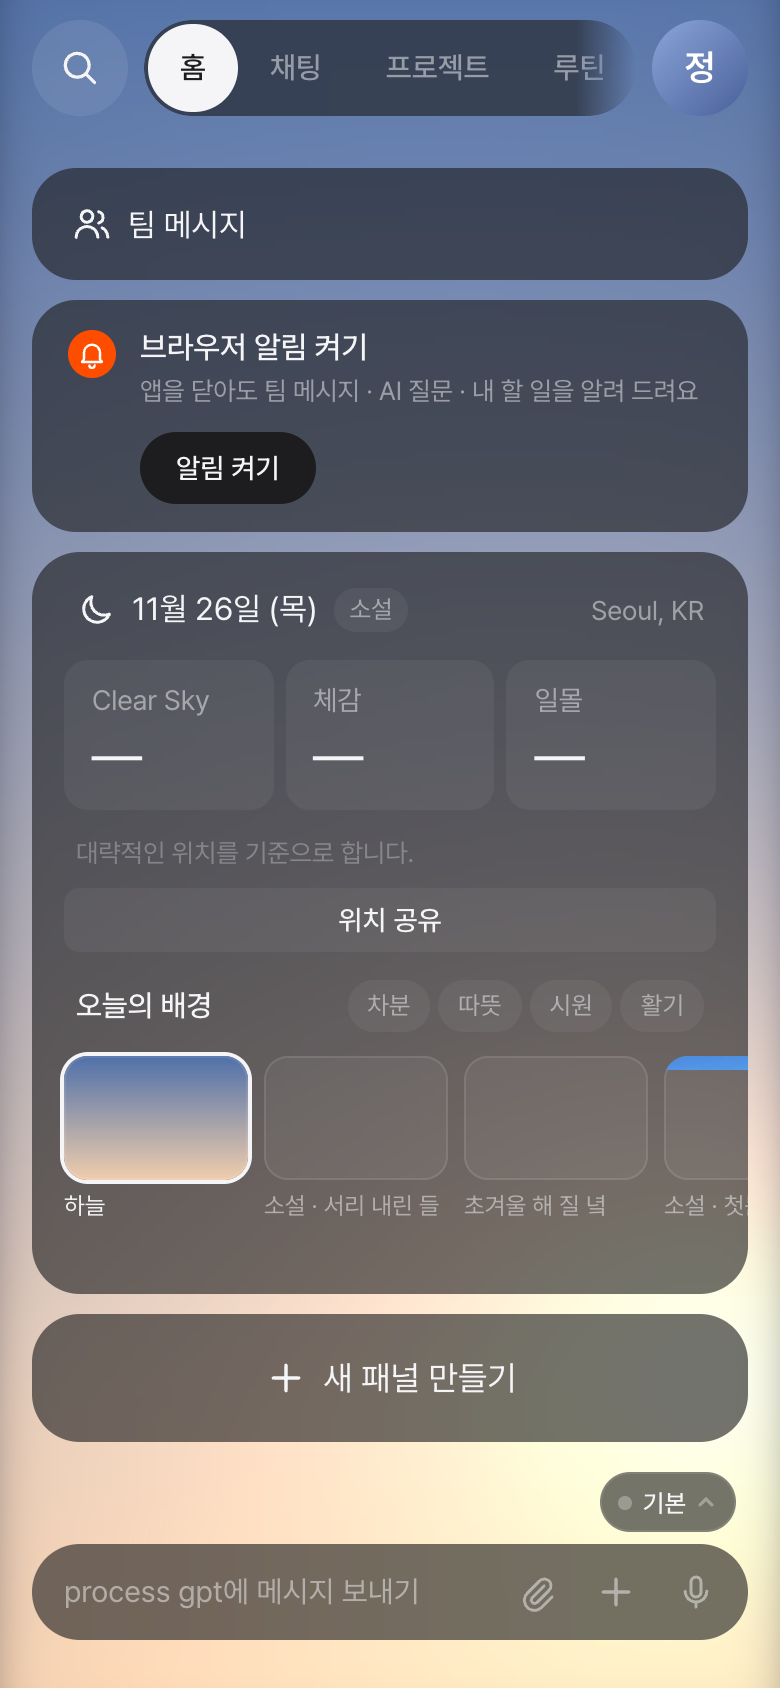 홈 채팅 프로젝트 루틴 정
팀 메시지
브라우저 알림 켜기
앱을 닫아도 팀 메시지 · AI 질문 · 내 할 일을 알려 드려요
알림 켜기
11월 26일 (목) 소설 Seoul, KR
Clear Sky 체감 일몰
— — —
대략적인 위치를 기준으로 합니다.
위치 공유
오늘의 배경 차분 따뜻 시원 활기
하늘 소설 · 서리 내린 들 초겨울 해 질 녘 소설 · 첫
새 패널 만들기
기본
process gpt에 메시지 보내기